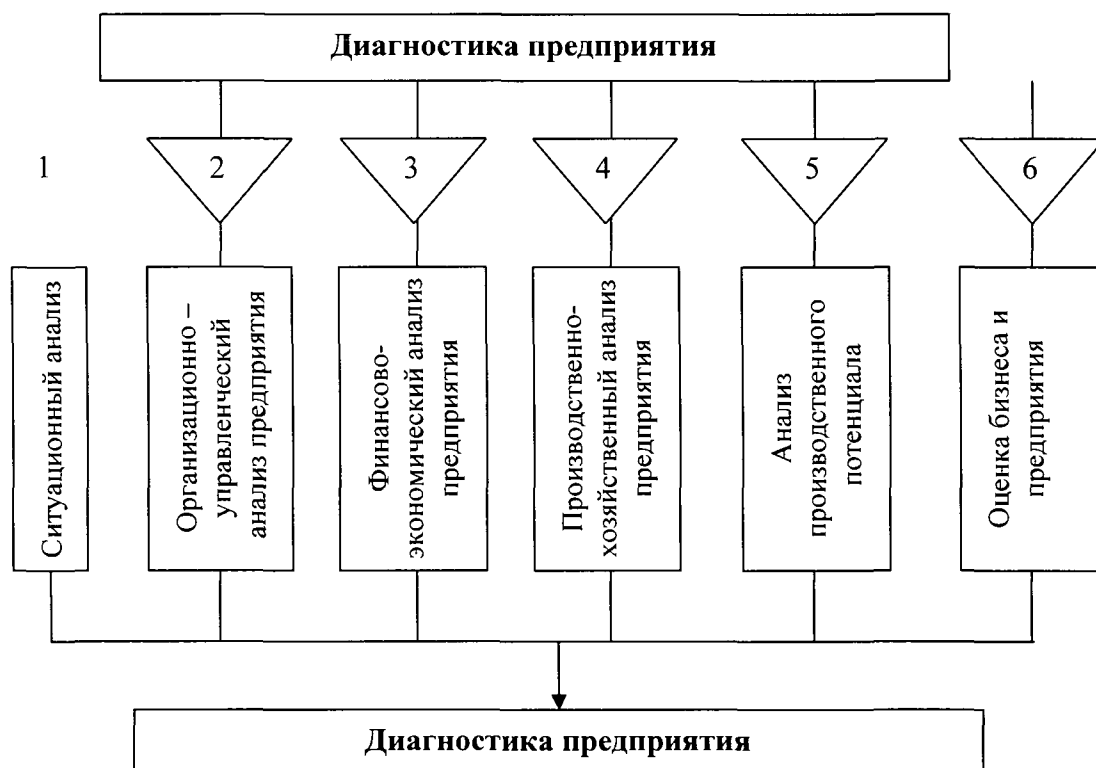 Диагностика предприятия
1
2
3
4
5
6
Ситуационный анализ
Организационно –
управленческий
анализ предприятия
Финансово-
экономический анализ
предприятия
Производственно-
хозяйственный анализ
предприятия
Анализ
производственного
потенциала
Оценка бизнеса и
предприятия
Диагностика предприятия